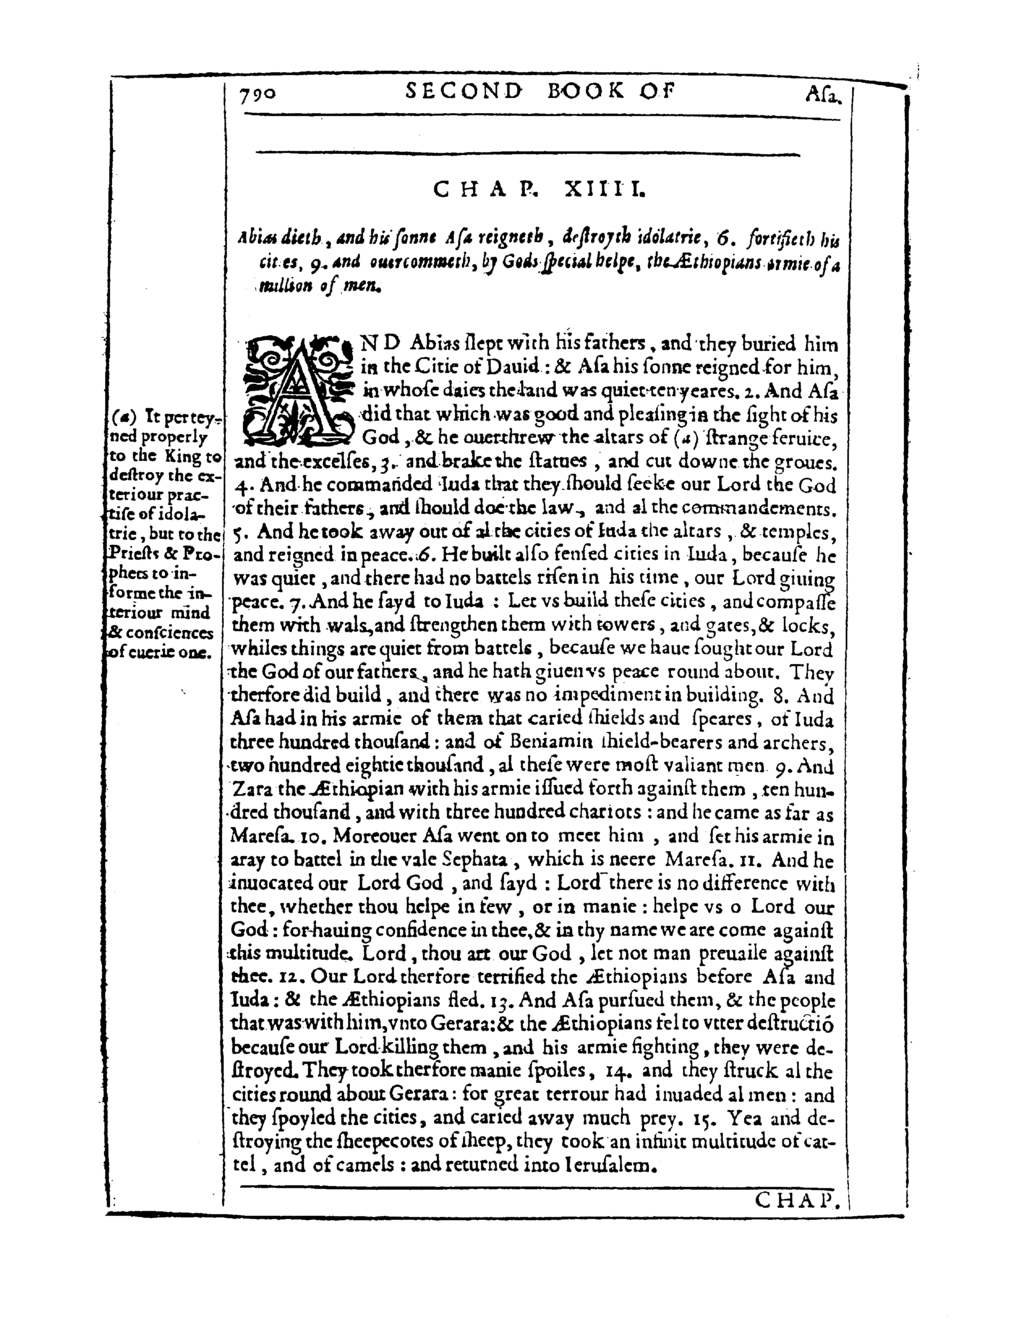 790 SECOND BOOK OF Aſa.
CHAP. XIIII.
Abias dieth, and his ſonne Aſa reigneth, deſtroyth idolatrie, 6. fortifieth his
cities, 9. and ouercommeth, by Gods ſpecial helpe, the Æthiopians armie of a
million of men.
AND Abias ſlept with his fathers, and they buried him
in the Citie of Dauid: & Aſa his ſonne reigned for him,
in whoſe daies the land was quiet ten yeares. 2. And Aſa
did that which was good and pleaſing in the ſight of his
God, & he ouerthrew the altars of (a) ſtrange ſeruice,
and the excelſes, 3. and brake the ſtatues, and cut downe the groues.
4. And he commanded Iuda that they ſhould ſeeke our Lord the God
of their fathers, and ſhould doe the law, and al the commandements.
5. And he took away out of al the cities of Iuda the altars, & temples,
and reigned in peace. 6. He built alſo fenſed cities in Iuda, becauſe he
was quiet, and there had no battels riſen in his time, our Lord giuing
peace. 7. And he ſayd to Iuda: Let vs build theſe cities, and compaſſe
them with wals, and ſtrengthen them with towers, and gates, & locks,
whiles things are quiet from battels, becauſe we haue ſought our Lord
the God of our fathers, and he hath giuen vs peace round about. They
therfore did build, and there was no impediment in building. 8. And
Aſa had in his armie of them that caried ſhields and ſpeares, of Iuda
three hundred thouſand: and of Beniamin ſhield-bearers and archers,
two hundred eightie thouſand, al theſe were moſt valiant men. 9. And
Zara the Æthiopian with his armie iſſued forth againſt them, ten hun-
dred thouſand, and with three hundred chariots: and he came as far as
Mareſa. 10. Moreouer Aſa went on to meet him, and ſet his armie in
aray to battel in the vale Sephata, which is neere Mareſa. 11. And he
inuocated our Lord God, and ſayd: Lord there is no difference with
thee, whether thou helpe in few, or in manie: helpe vs o Lord our
God: for hauing confidence in thee, & in thy name we are come againſt
this multitude. Lord, thou art our God, let not man preuaile againſt
thee. 12. Our Lord therfore terrified the Æthiopians before Aſa and
Iuda: & the Æthiopians fled. 13. And Aſa purſued them, & the people
that was with him, vnto Gerara: & the Æthiopians fel to vtter deſtructiō
becauſe our Lord killing them, and his armie fighting, they were de-
ſtroyed. They took therfore manie ſpoiles, 14. and they ſtruck al the
cities round about Gerara: for great terrour had inuaded al men: and
they ſpoyled the cities, and caried away much prey. 15. Yea and de-
ſtroying the ſheepecotes of ſheep, they took an infinit multitude of cat-
tel, and of camels: and returned into Ieruſalem.
CHAP.
(a) It pertey-
ned properly
to the King to
deſtroy the ex-
teriour prac-
tiſe of idola-
trie, but to the
Prieſts & Pro-
phets to in-
forme the in-
teriour mind
& conſciences
of euerie one.